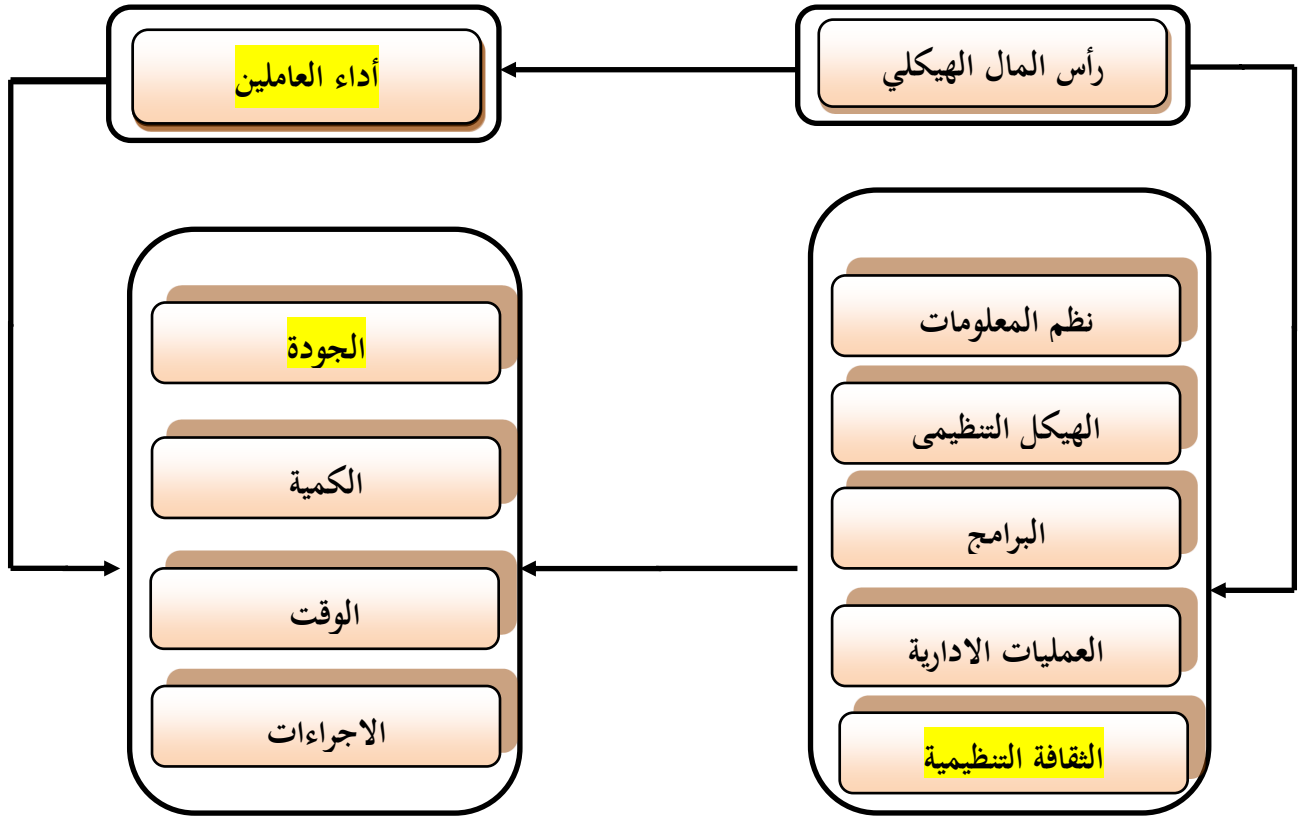 رأس المال الهيكلي
أداء العاملين
نظم المعلومات
الهيكل التنظيمى
البرامج
العمليات الادارية
الثقافة التنظيمية
الجودة
الكمية
الوقت
الاجراءات